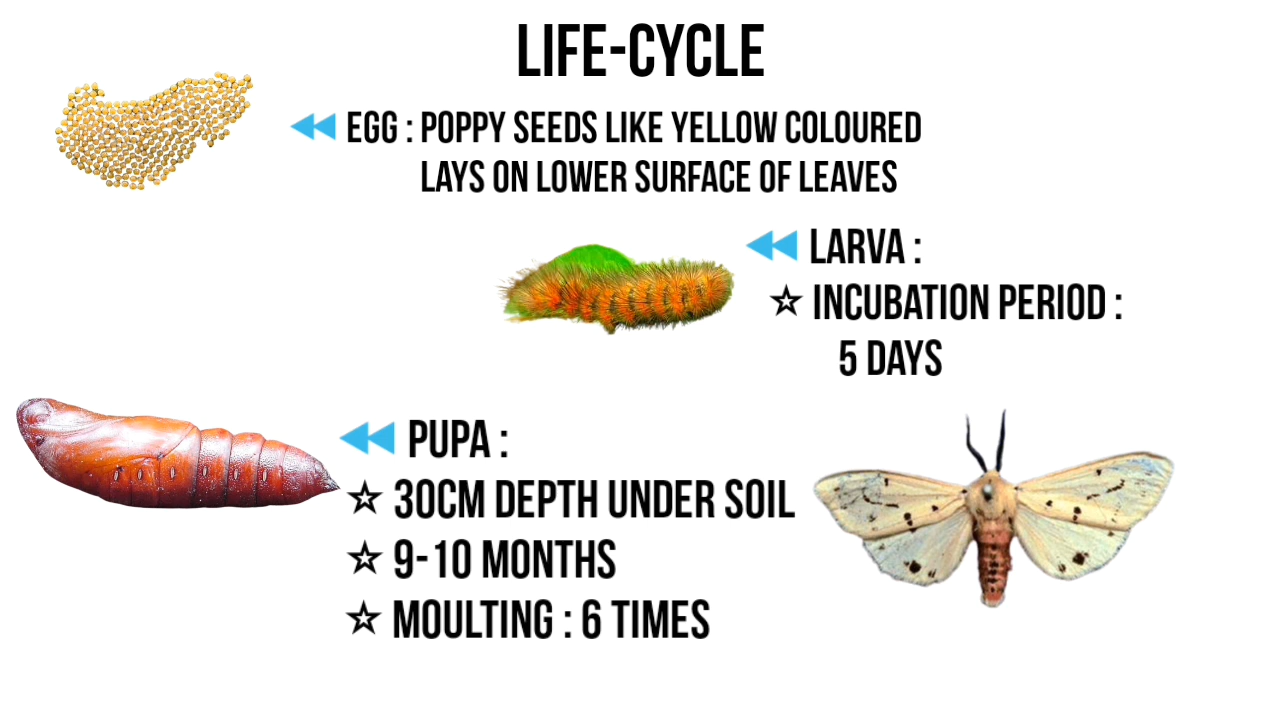 LIFE-CYCLE
EGG : POPPY SEEDS LIKE YELLOW COLOURED
LAYS ON LOWER SURFACE OF LEAVES
LARVA :
☆ INCUBATION PERIOD :
5 DAYS
PUPA :
☆ 30CM DEPTH UNDER SOIL
☆ 9-10 MONTHS
☆ MOULTING : 6 TIMES